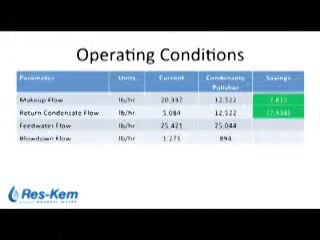 Operating Conditions
Parameter Units Current Condensate Polisher Savings
Makeup Flow lb/hr 20,337 12,522 7,815
Return Condensate Flow lb/hr 5,084 12,522 (7,438)
Feedwater Flow lb/hr 25,421 25,044
Blowdown Flow lb/hr 1,271 894
Res-Kem
GENERAL WATER